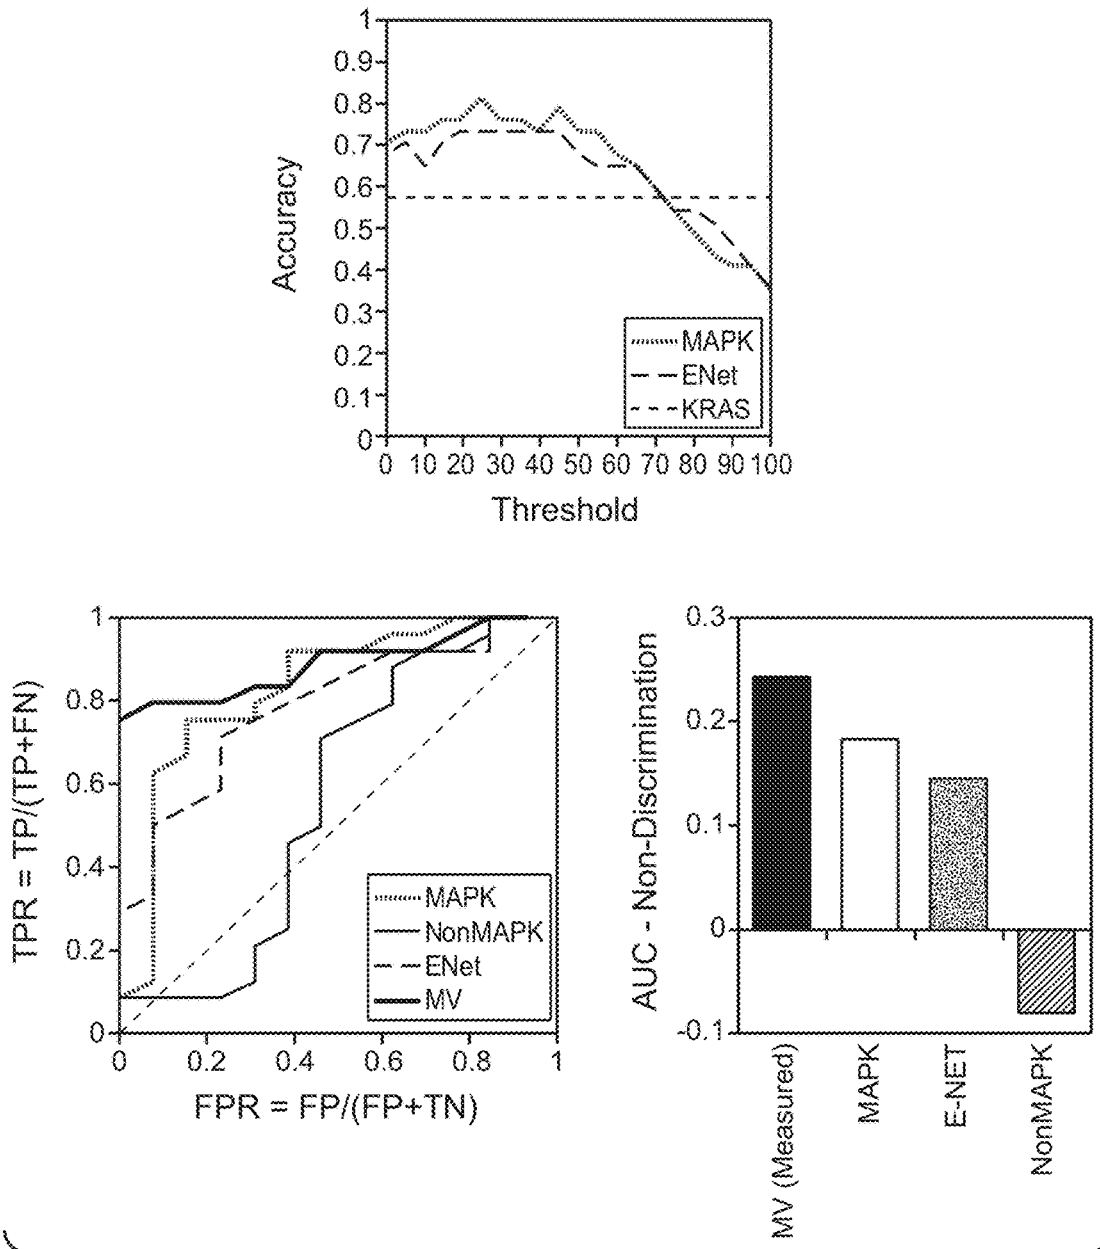 1
0.9
0.8
0.7
0.6
0.5
0.4
0.3
0.2
0.1
0
Accuracy
MAPK
ENet
KRAS
0 10 20 30 40 50 60 70 80 90 100
Threshold
1
0.8
0.6
0.4
0.2
0
TPR = TP/(TP+FN)
MAPK
NonMAPK
ENet
MV
0 0.2 0.4 0.6 0.8 1
FPR = FP/(FP+TN)
0.3
0.2
0.1
0
-0.1
AUC - Non-Discrimination
MV (Measured)
MAPK
E-NET
NonMAPK